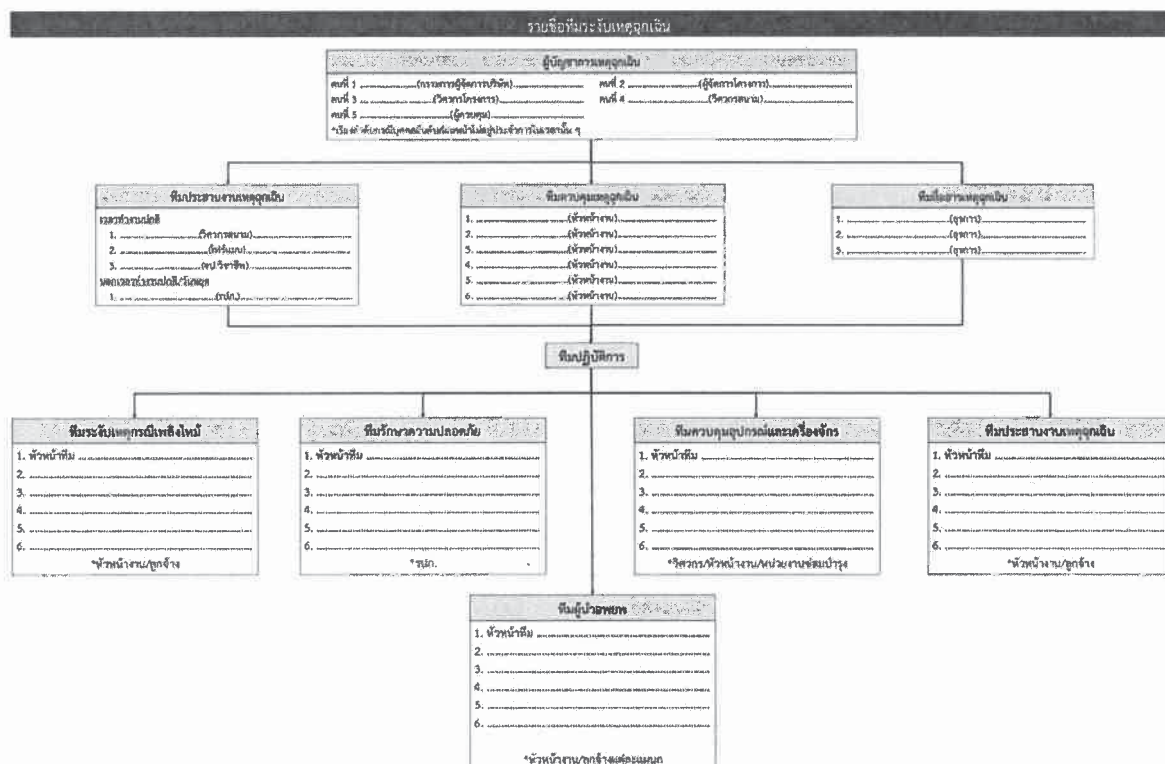 รายชื่อทีมระงับเหตุฉุกเฉิน
ผู้บัญชาการเหตุฉุกเฉิน
คนที่ 1 ....................(กรรมการผู้จัดการบริษัท).................... คนที่ 2 ....................(ผู้จัดการโครงการ)....................
คนที่ 3 ....................(วิศวกรโครงการ).................... คนที่ 4 ....................(วิศวกรสนาม)....................
คนที่ 5 ....................(ผู้ควบคุม)....................
ทีมประสานงานเหตุฉุกเฉิน
เวลาทำงานปกติ
1. ....................(วิศวกรสนาม)....................
2. ....................(โฟร์แมน)....................
3. ....................(จป.วิชาชีพ)....................
นอกเวลาทำงานปกติ/วันหยุด
1. ....................(รปภ.)....................
ทีมควบคุมเหตุฉุกเฉิน
1. ....................(หัวหน้างาน)....................
2. ....................(หัวหน้างาน)....................
3. ....................(หัวหน้างาน)....................
4. ....................(หัวหน้างาน)....................
5. ....................(หัวหน้างาน)....................
6. ....................(หัวหน้างาน)....................
ทีมสื่อสารเหตุฉุกเฉิน
1. ....................(ธุรการ)....................
2. ....................(ธุรการ)....................
3. ....................(ธุรการ)....................
ทีมปฏิบัติการ
ทีมระงับเหตุกรณีเพลิงไหม้
1. หัวหน้าทีม ....................
2. ....................
3. ....................
4. ....................
5. ....................
6. ....................
*หัวหน้างาน/ลูกจ้าง
ทีมรักษาความปลอดภัย
1. หัวหน้าทีม ....................
2. ....................
3. ....................
4. ....................
5. ....................
6. ....................
*รปภ.
ทีมควบคุมอุปกรณ์และเครื่องจักร
1. หัวหน้าทีม ....................
2. ....................
3. ....................
4. ....................
5. ....................
6. ....................
*วิศวกร/หัวหน้างาน/หน่วยงานซ่อมบำรุง
ทีมประสานงานเหตุฉุกเฉิน
1. หัวหน้าทีม ....................
2. ....................
3. ....................
4. ....................
5. ....................
6. ....................
*หัวหน้างาน/ลูกจ้าง
ทีมผู้นำอพยพ
1. หัวหน้าทีม ....................
2. ....................
3. ....................
4. ....................
5. ....................
6. ....................
*หัวหน้างาน/ลูกจ้างแต่ละแผนก